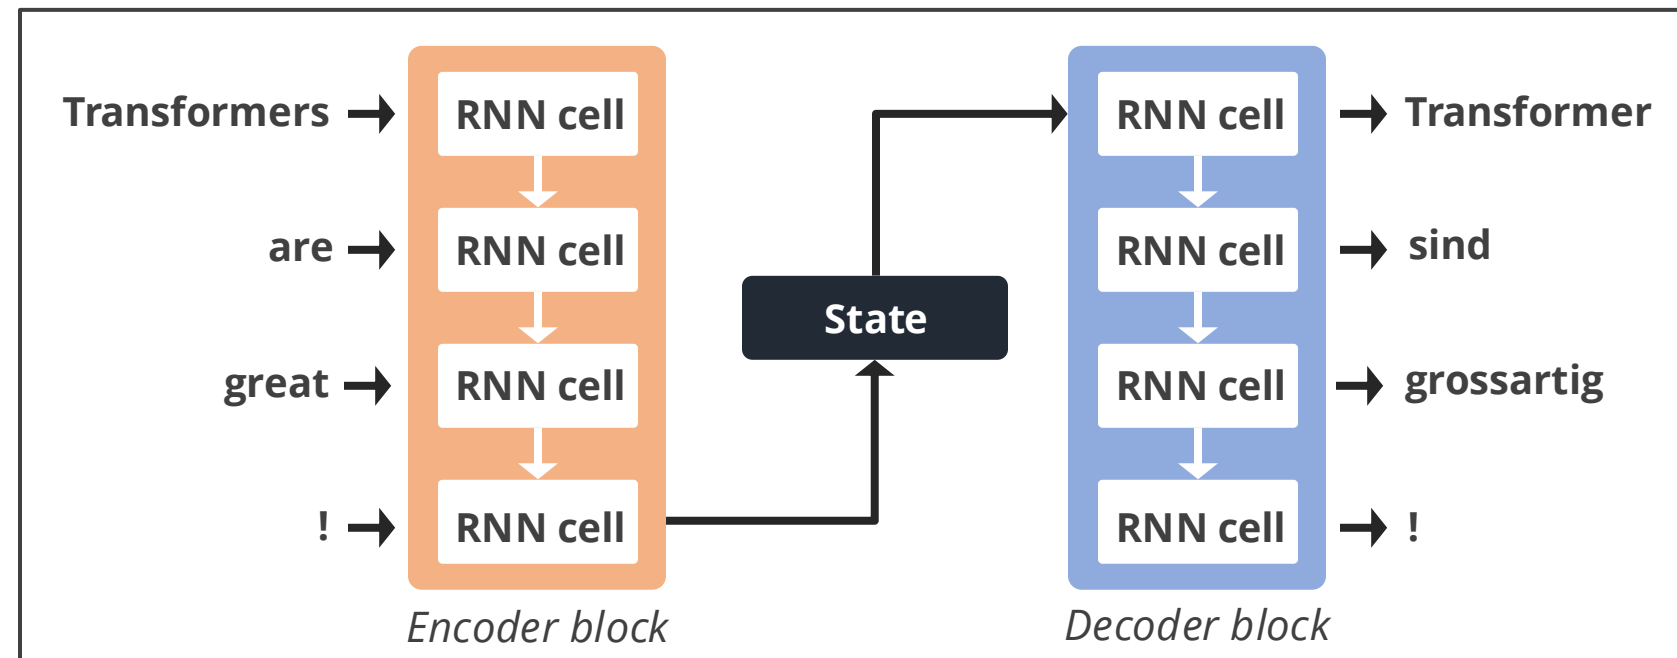 Transformers RNN cell RNN cell Transformer
are RNN cell RNN cell sind
State
great RNN cell RNN cell grossartig
! RNN cell RNN cell !
Encoder block Decoder block